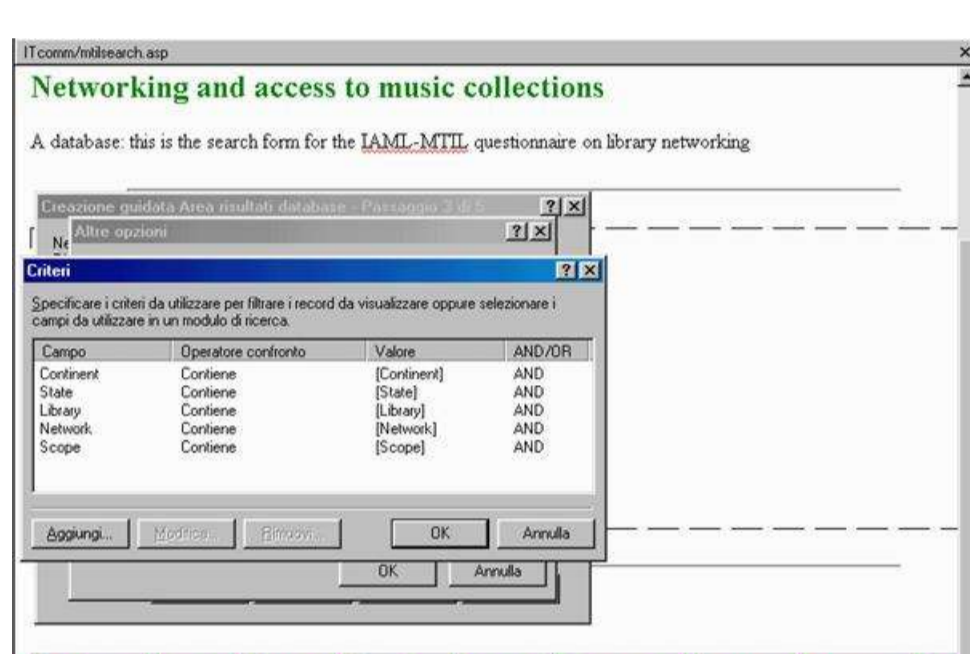 ITcomm/mtilsearch.asp
Networking and access to music collections
A database: this is the search form for the IAML-MTIL questionnaire on library networking
Creazione guidata Area risultati database - Passaggio 3 di 5
Ne
Altre opzioni
Criteri
Specificare i criteri da utilizzare per filtrare i record da visualizzare oppure selezionare i
campi da utilizzare in un modulo di ricerca.
Campo Operatore confronto Valore AND/OR
Continent Contiene [Continent] AND
State Contiene [State] AND
Library Contiene [Library] AND
Network Contiene [Network] AND
Scope Contiene [Scope] AND
Aggiungi... Modifica... Rimuovi... OK Annulla
OK Annulla